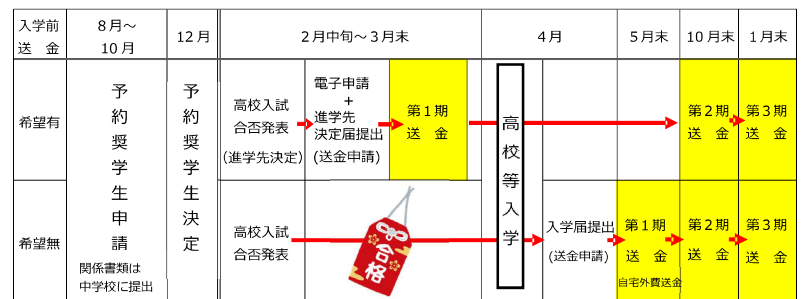 入学前
送　金
８月～
10月
12月
２月中旬～３月末
４月
５月末
10月末
１月末
希望有
予約奨学生申請
関係書類は
中学校に提出
予約奨学生決定
高校入試
合否発表
(進学先決定)
電子申請
＋
進学先
決定届提出
(送金申請)
第１期
送　金
高校等入学
第２期
送　金
第３期
送　金
希望無
高校入試
合否発表
合格
入学届提出
(送金申請)
第１期
送　金
自宅外費送金
第２期
送　金
第３期
送　金